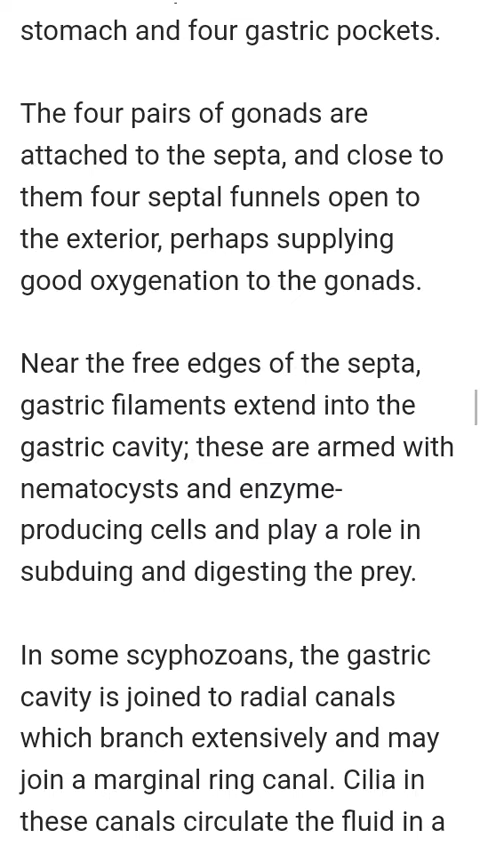 stomach and four gastric pockets.
The four pairs of gonads are
attached to the septa, and close to
them four septal funnels open to
the exterior, perhaps supplying
good oxygenation to the gonads.
Near the free edges of the septa,
gastric filaments extend into the
gastric cavity; these are armed with
nematocysts and enzyme-
producing cells and play a role in
subduing and digesting the prey.
In some scyphozoans, the gastric
cavity is joined to radial canals
which branch extensively and may
join a marginal ring canal. Cilia in
these canals circulate the fluid in a